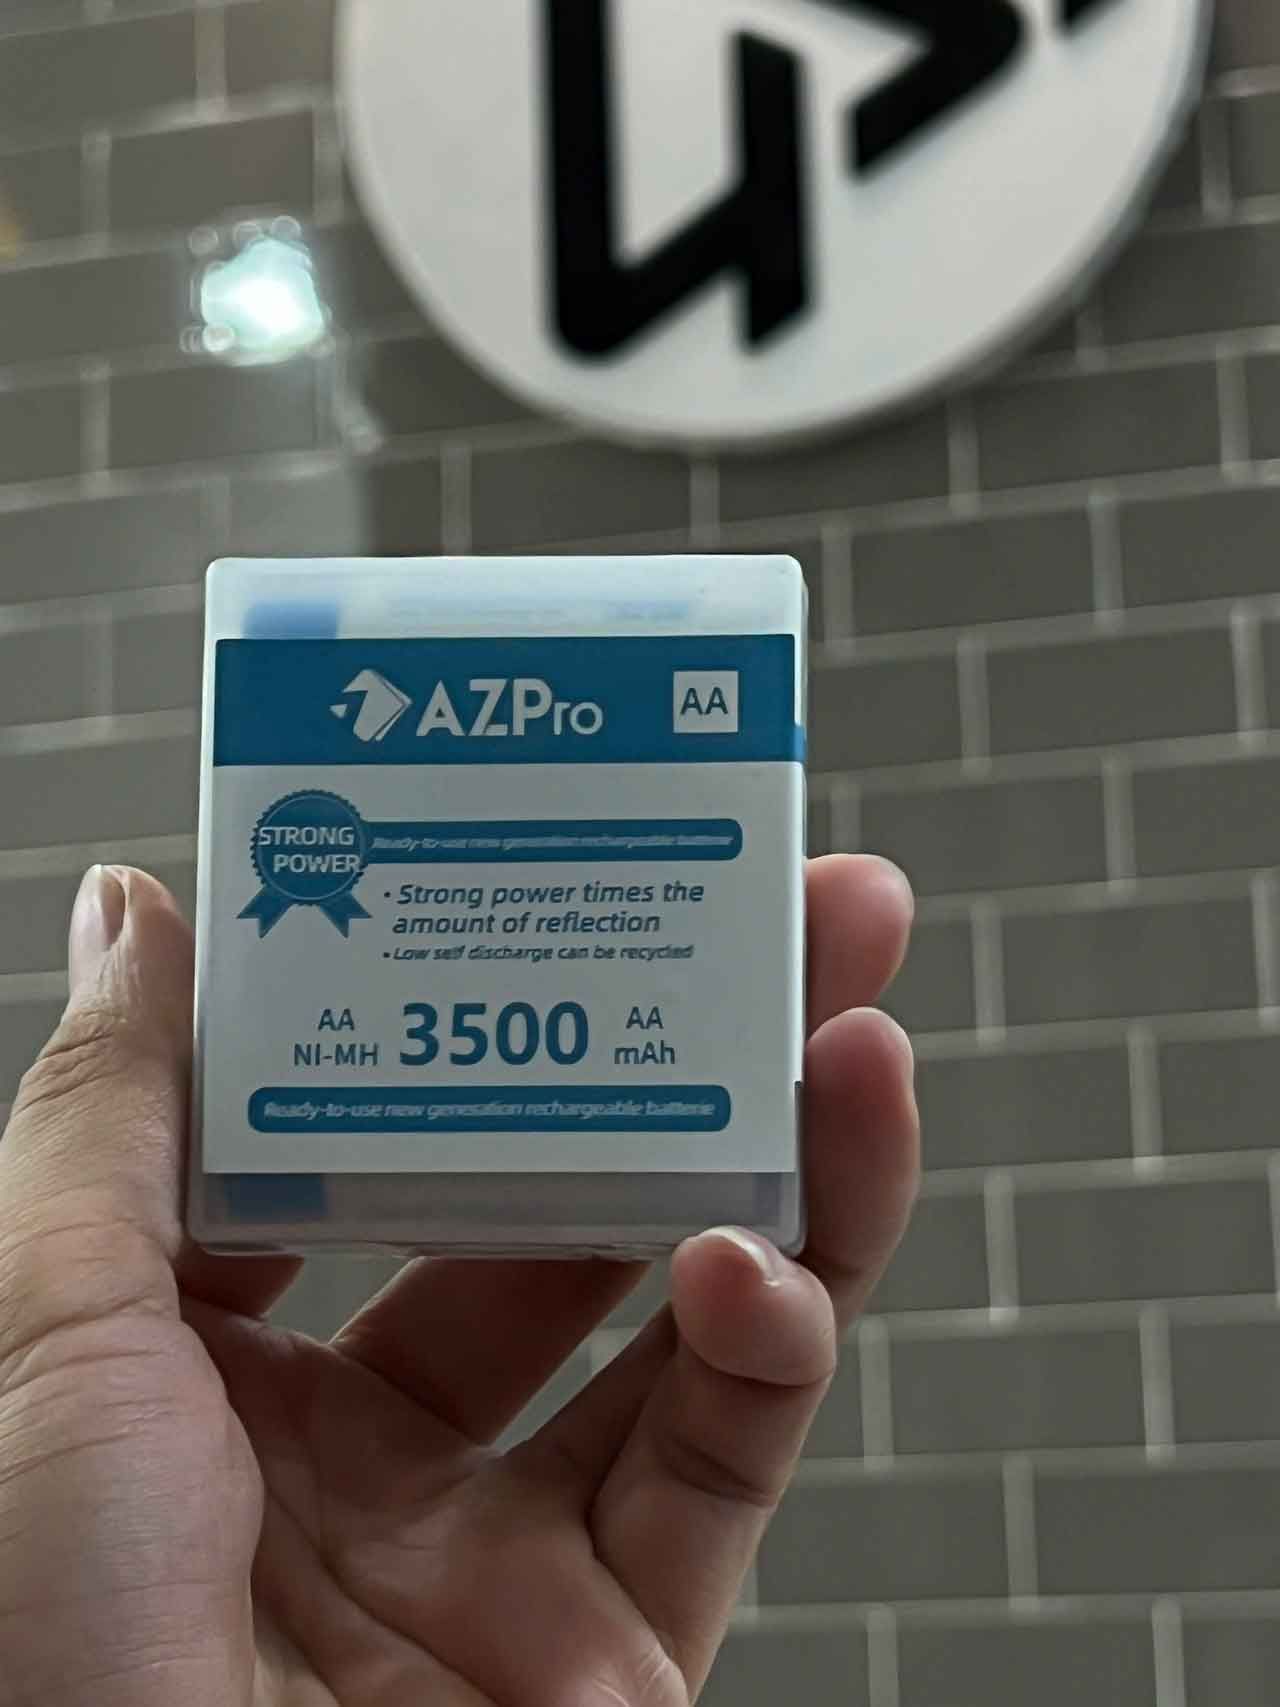 AZPro
AA
STRONG
POWER
Ready-to-use new generation rechargeable batterie
• Strong power times the
amount of reflection
• Low self discharge can be recycled
AA
NI-MH
3500
AA
mAh
Ready-to-use new generation rechargeable batterie